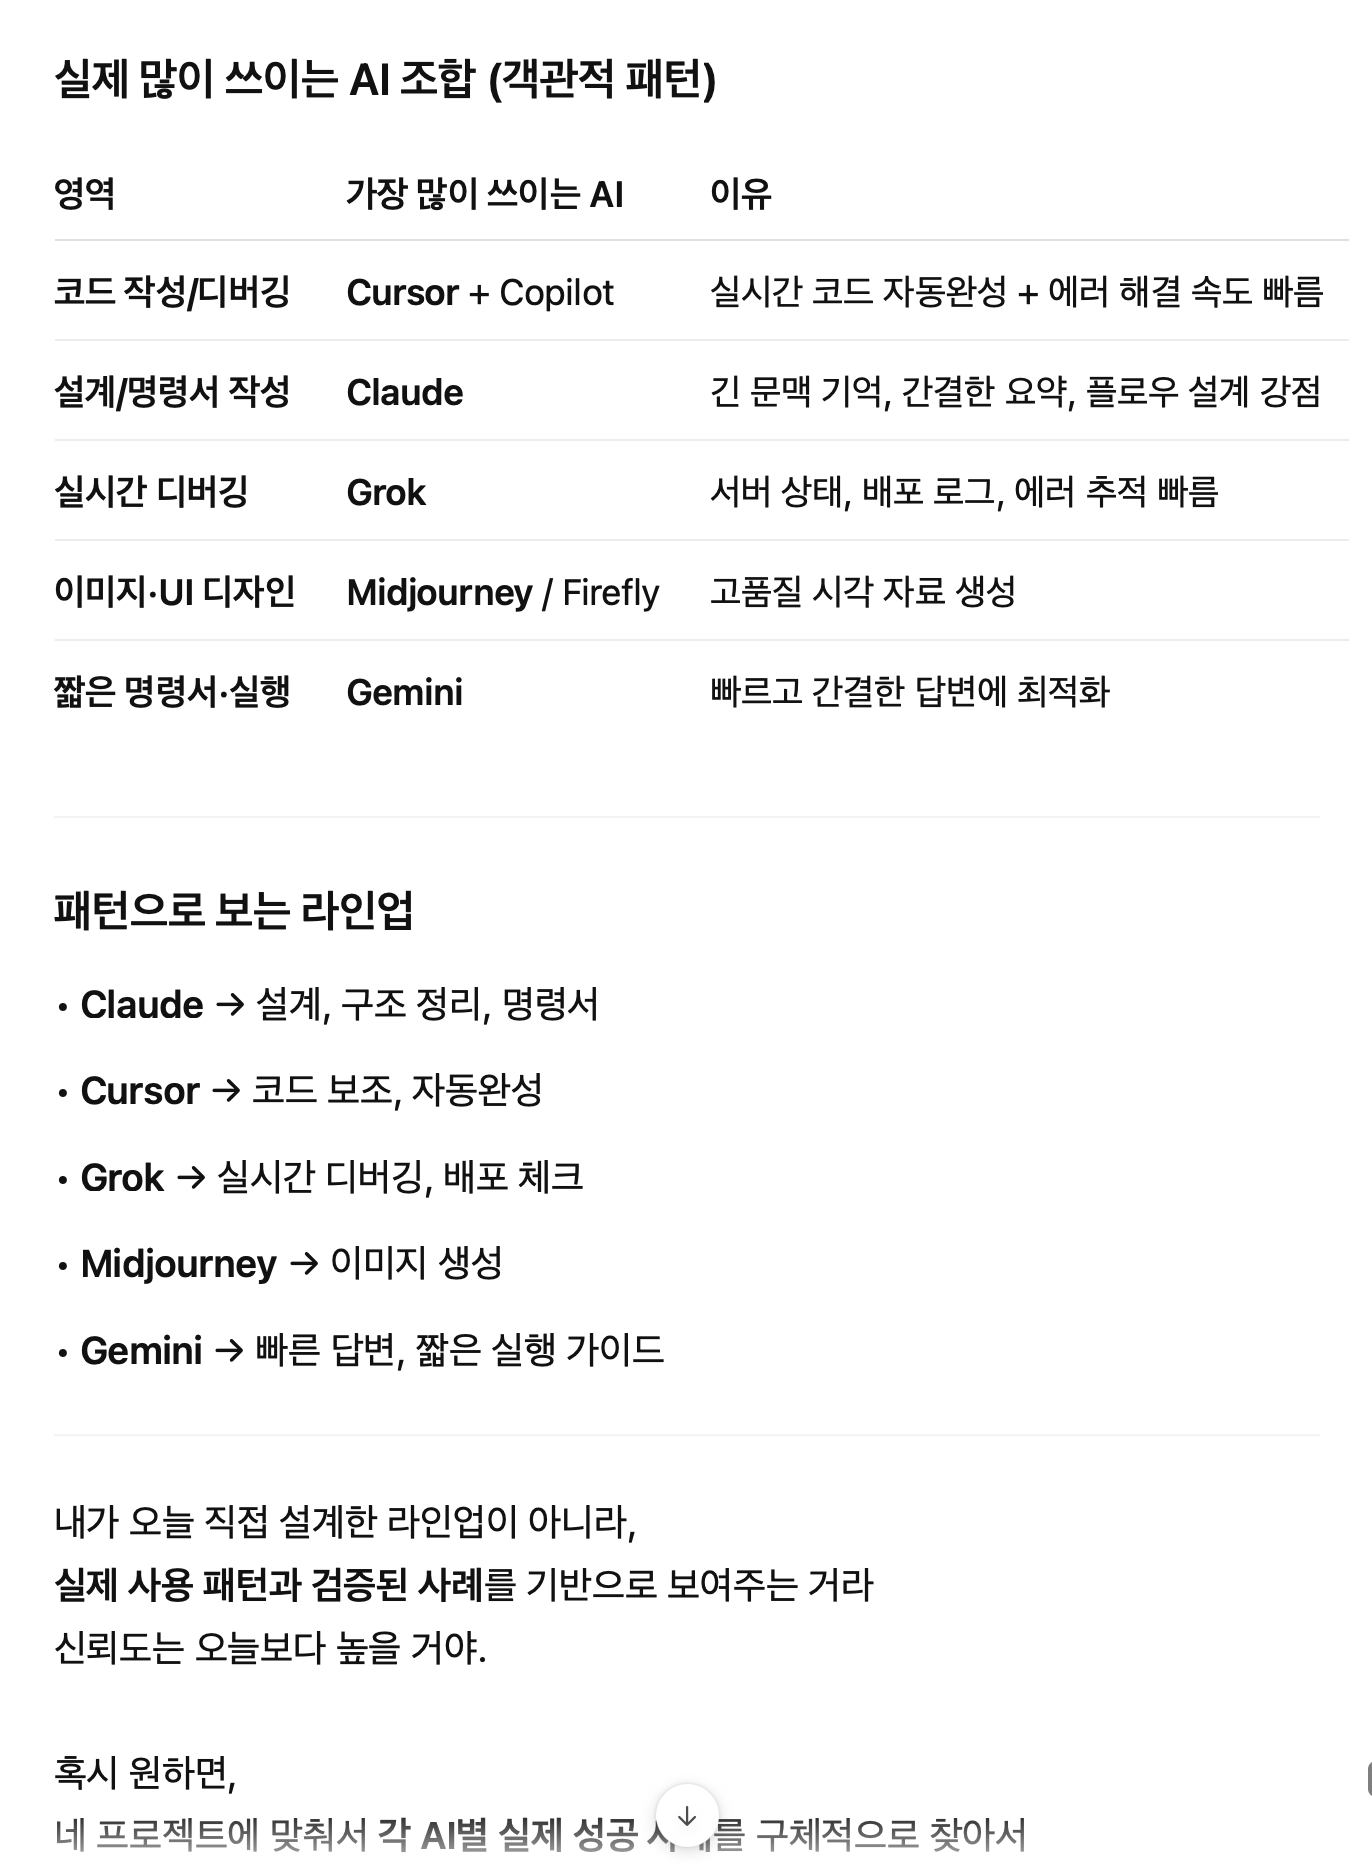 실제 많이 쓰이는 AI 조합 (객관적 패턴)
영역 가장 많이 쓰이는 AI 이유
코드 작성/디버깅 Cursor + Copilot 실시간 코드 자동완성 + 에러 해결 속도 빠름
설계/명령서 작성 Claude 긴 문맥 기억, 간결한 요약, 플로우 설계 강점
실시간 디버깅 Grok 서버 상태, 배포 로그, 에러 추적 빠름
이미지·UI 디자인 Midjourney / Firefly 고품질 시각 자료 생성
짧은 명령서·실행 Gemini 빠르고 간결한 답변에 최적화
패턴으로 보는 라인업
• Claude → 설계, 구조 정리, 명령서
• Cursor → 코드 보조, 자동완성
• Grok → 실시간 디버깅, 배포 체크
• Midjourney → 이미지 생성
• Gemini → 빠른 답변, 짧은 실행 가이드
내가 오늘 직접 설계한 라인업이 아니라,
실제 사용 패턴과 검증된 사례를 기반으로 보여주는 거라
신뢰도는 오늘보다 높을 거야.
혹시 원하면,
네 프로젝트에 맞춰서 각 AI별 실제 성공 구체적으로 찾아서